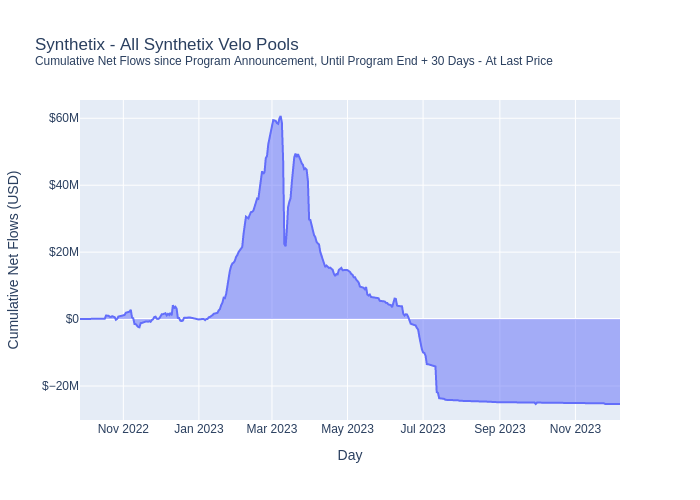 Synthetix - All Synthetix Velo Pools
Cumulative Net Flows since Program Announcement, Until Program End + 30 Days - At Last Price
Cumulative Net Flows (USD)
$60M
$40M
$20M
$0
$−20M
Nov 2022
Jan 2023
Mar 2023
May 2023
Jul 2023
Sep 2023
Nov 2023
Day